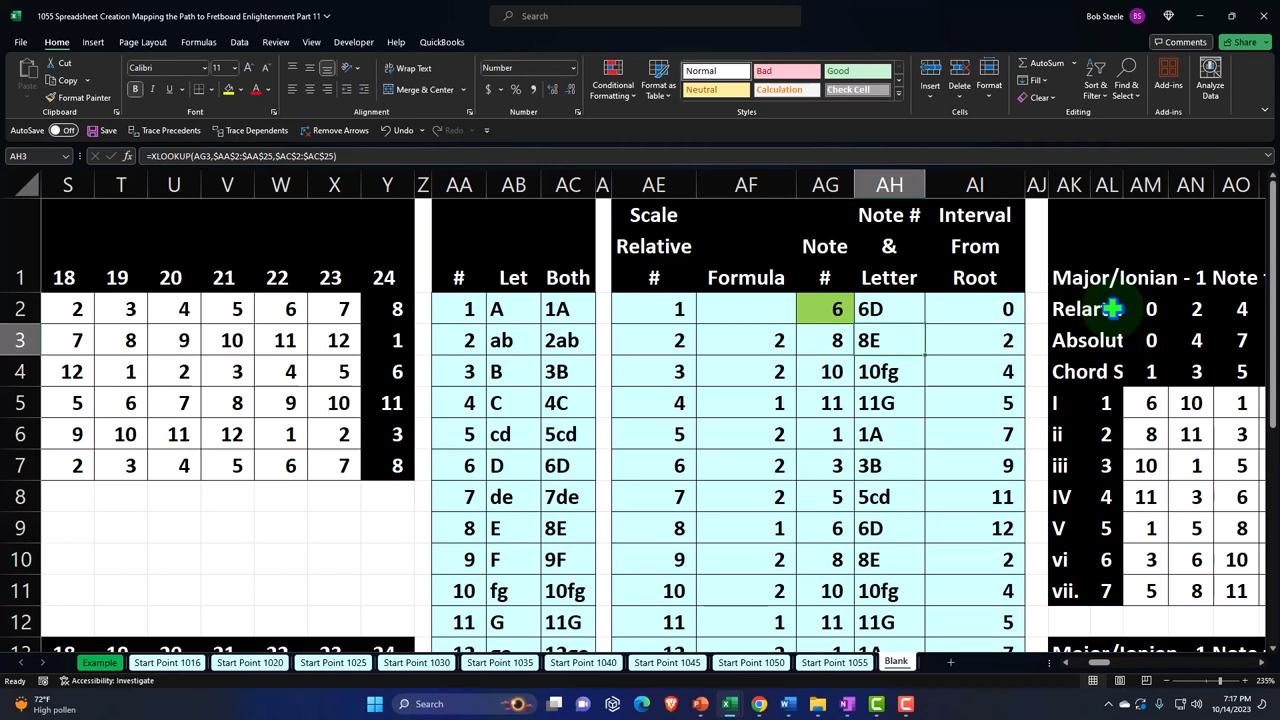 1055 Spreadsheet Creation Mapping the Path to Fretboard Enlightenment Part 11
Search
Bob Steele BS
File Home Insert Page Layout Formulas Data Review View Developer Help QuickBooks
Comments Share
Paste
Cut
Copy
Format Painter
Clipboard
Calibri 11
Font
Wrap Text
Merge & Center
Alignment
Number
Number
Conditional Formatting
Format as Table
Normal Bad Good
Neutral Calculation Check Cell
Styles
Insert Delete Format
Cells
AutoSum
Fill
Clear
Sort & Filter
Find & Select
Editing
Add-ins
Add-ins
Analyze Data
AutoSave Off Save Trace Precedents Trace Dependents Remove Arrows Undo Redo
AH3 =XLOOKUP(AG3,$AA$2:$AA$25,$AC$2:$AC$25)
S T U V W X Y Z AA AB AC A AE AF AG AH AI AJ AK AL AM AN AO
Scale Note # Interval
Relative Note & From
1 18 19 20 21 22 23 24 # Let Both # Formula # Letter Root Major/Ionian - 1 Note
2 2 3 4 5 6 7 8 1 A 1A 1 6 6D 0 Relat 0 2 4
3 7 8 9 10 11 12 1 2 ab 2ab 2 2 8 8E 2 Absolut 0 4 7
4 12 1 2 3 4 5 6 3 B 3B 3 2 10 10fg 4 Chord S 1 3 5
5 5 6 7 8 9 10 11 4 C 4C 4 1 11 11G 5 I 1 6 10 1
6 9 10 11 12 1 2 3 5 cd 5cd 5 2 1 1A 7 ii 2 8 11 3
7 2 3 4 5 6 7 8 6 D 6D 6 2 3 3B 9 iii 3 10 1 5
8 7 de 7de 7 2 5 5cd 11 IV 4 11 3 6
9 8 E 8E 8 1 6 6D 12 V 5 1 5 8
10 9 F 9F 9 2 8 8E 2 vi 6 3 6 10
11 10 fg 10fg 10 2 10 10fg 4 vii. 7 5 8 11
12 11 G 11G 11 1 11 11G 5
Example Start Point 1016 Start Point 1020 Start Point 1025 Start Point 1030 Start Point 1035 Start Point 1040 Start Point 1045 Start Point 1050 Start Point 1055 Blank
Ready Accessibility: Investigate 235%
72°F
High pollen
Search
7:17 PM
10/14/2023